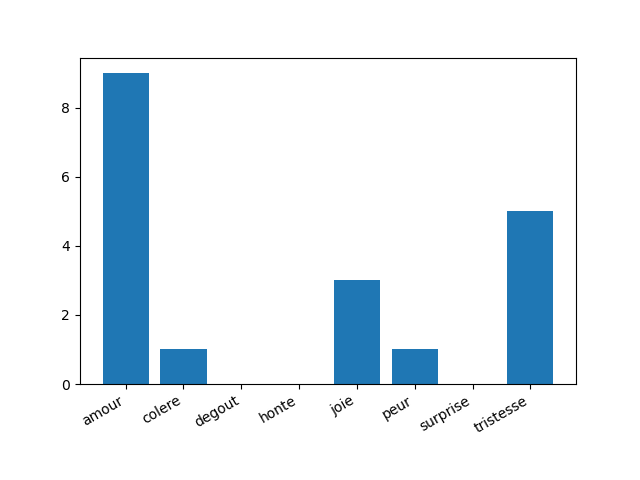 8
6
4
2
0
amour
colere
degout
honte
joie
peur
surprise
tristesse